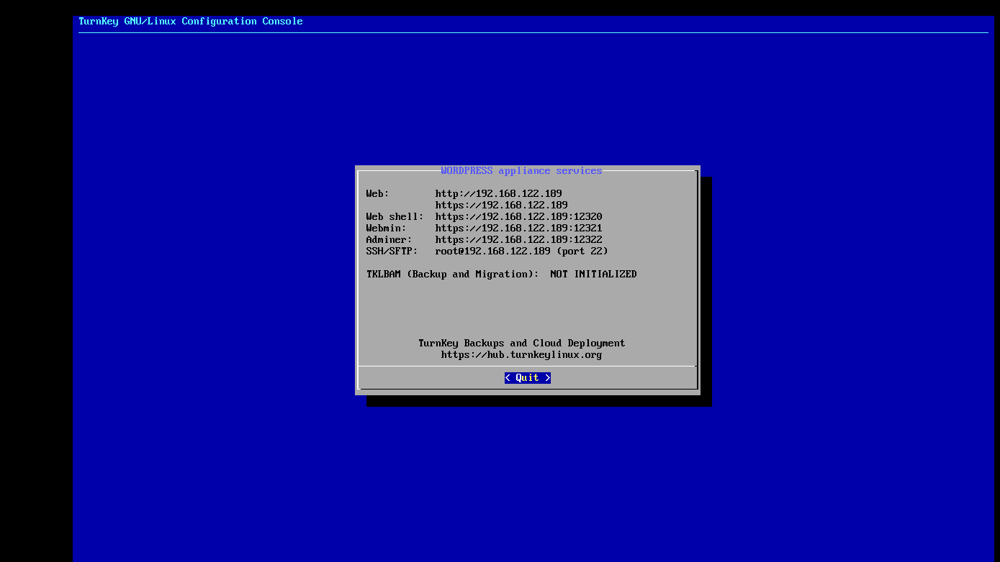 TurnKey GNU/Linux Configuration Console
WORDPRESS appliance services
Web: http://192.168.122.189
https://192.168.122.189
Web shell: https://192.168.122.189:12320
Webmin: https://192.168.122.189:12321
Adminer: https://192.168.122.189:12322
SSH/SFTP: root@192.168.122.189 (port 22)
TKLBAM (Backup and Migration): NOT INITIALIZED
TurnKey Backups and Cloud Deployment
https://hub.turnkeylinux.org
< Quit >